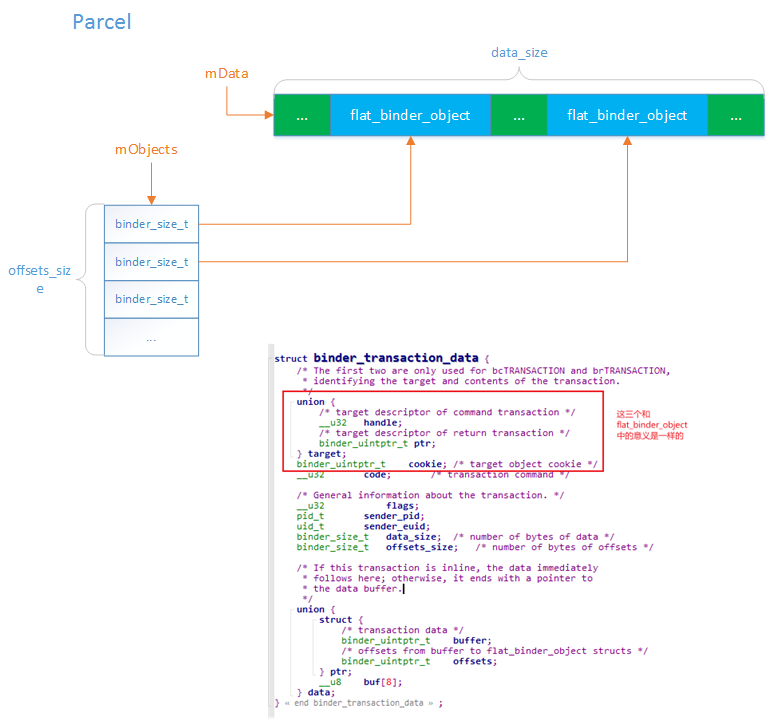 Parcel
data_size
mData
... flat_binder_object ... flat_binder_object ...
mObjects
binder_size_t
binder_size_t
binder_size_t
...
offsets_siz
e
struct binder_transaction_data {
/* The first two are only used for bcTRANSACTION and brTRANSACTION,
* identifying the target and contents of the transaction.
*/
union {
/* target descriptor of command transaction */
__u32 handle;
/* target descriptor of return transaction */
binder_uintptr_t ptr;
} target;
binder_uintptr_t cookie; /* target object cookie */
__u32 code; /* transaction command */
这三个和
flat_binder_object
中的意义是一样的
/* General information about the transaction. */
__u32 flags;
pid_t sender_pid;
uid_t sender_euid;
binder_size_t data_size; /* number of bytes of data */
binder_size_t offsets_size; /* number of bytes of offsets */
/* If this transaction is inline, the data immediately
* follows here; otherwise, it ends with a pointer to
* the data buffer.
*/
union {
struct {
/* transaction data */
binder_uintptr_t buffer;
/* offsets from buffer to flat_binder_object structs */
binder_uintptr_t offsets;
} ptr;
__u8 buf[8];
} data;
} « end binder_transaction_data » ;